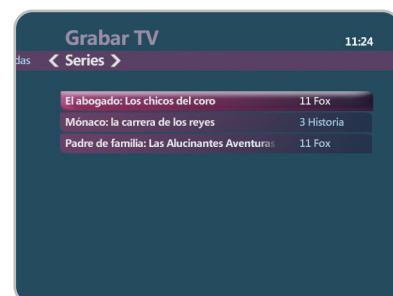 Grabar TV 11:24
das < Series >
El abogado: Los chicos del coro 11 Fox
Mónaco: la carrera de los reyes 3 Historia
Padre de familia: Las Alucinantes Aventuras 11 Fox